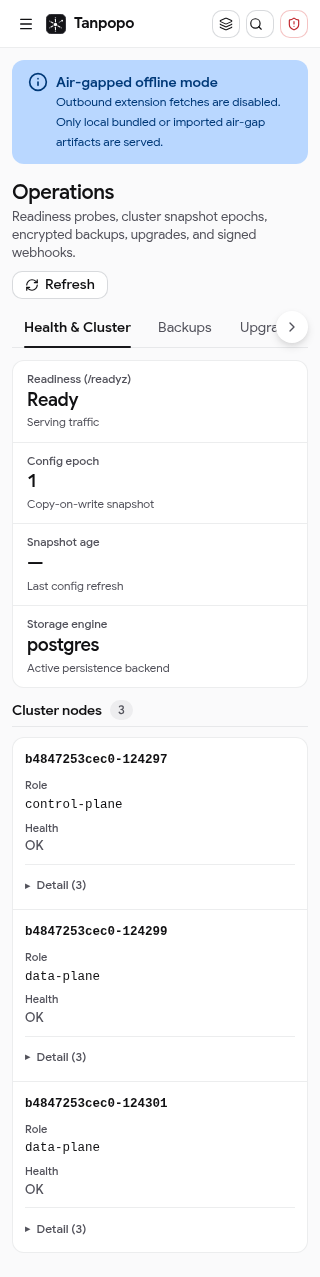 Tanpopo
Air-gapped offline mode
Outbound extension fetches are disabled.
Only local bundled or imported air-gap
artifacts are served.
Operations
Readiness probes, cluster snapshot epochs,
encrypted backups, upgrades, and signed
webhooks.
Refresh
Health & Cluster
Backups
Upgra
Readiness (/readyz)
Ready
Serving traffic
Config epoch
1
Copy-on-write snapshot
Snapshot age
—
Last config refresh
Storage engine
postgres
Active persistence backend
Cluster nodes 3
b4847253cec0-124297
Role
control-plane
Health
OK
▸ Detail (3)
b4847253cec0-124299
Role
data-plane
Health
OK
▸ Detail (3)
b4847253cec0-124301
Role
data-plane
Health
OK
▸ Detail (3)